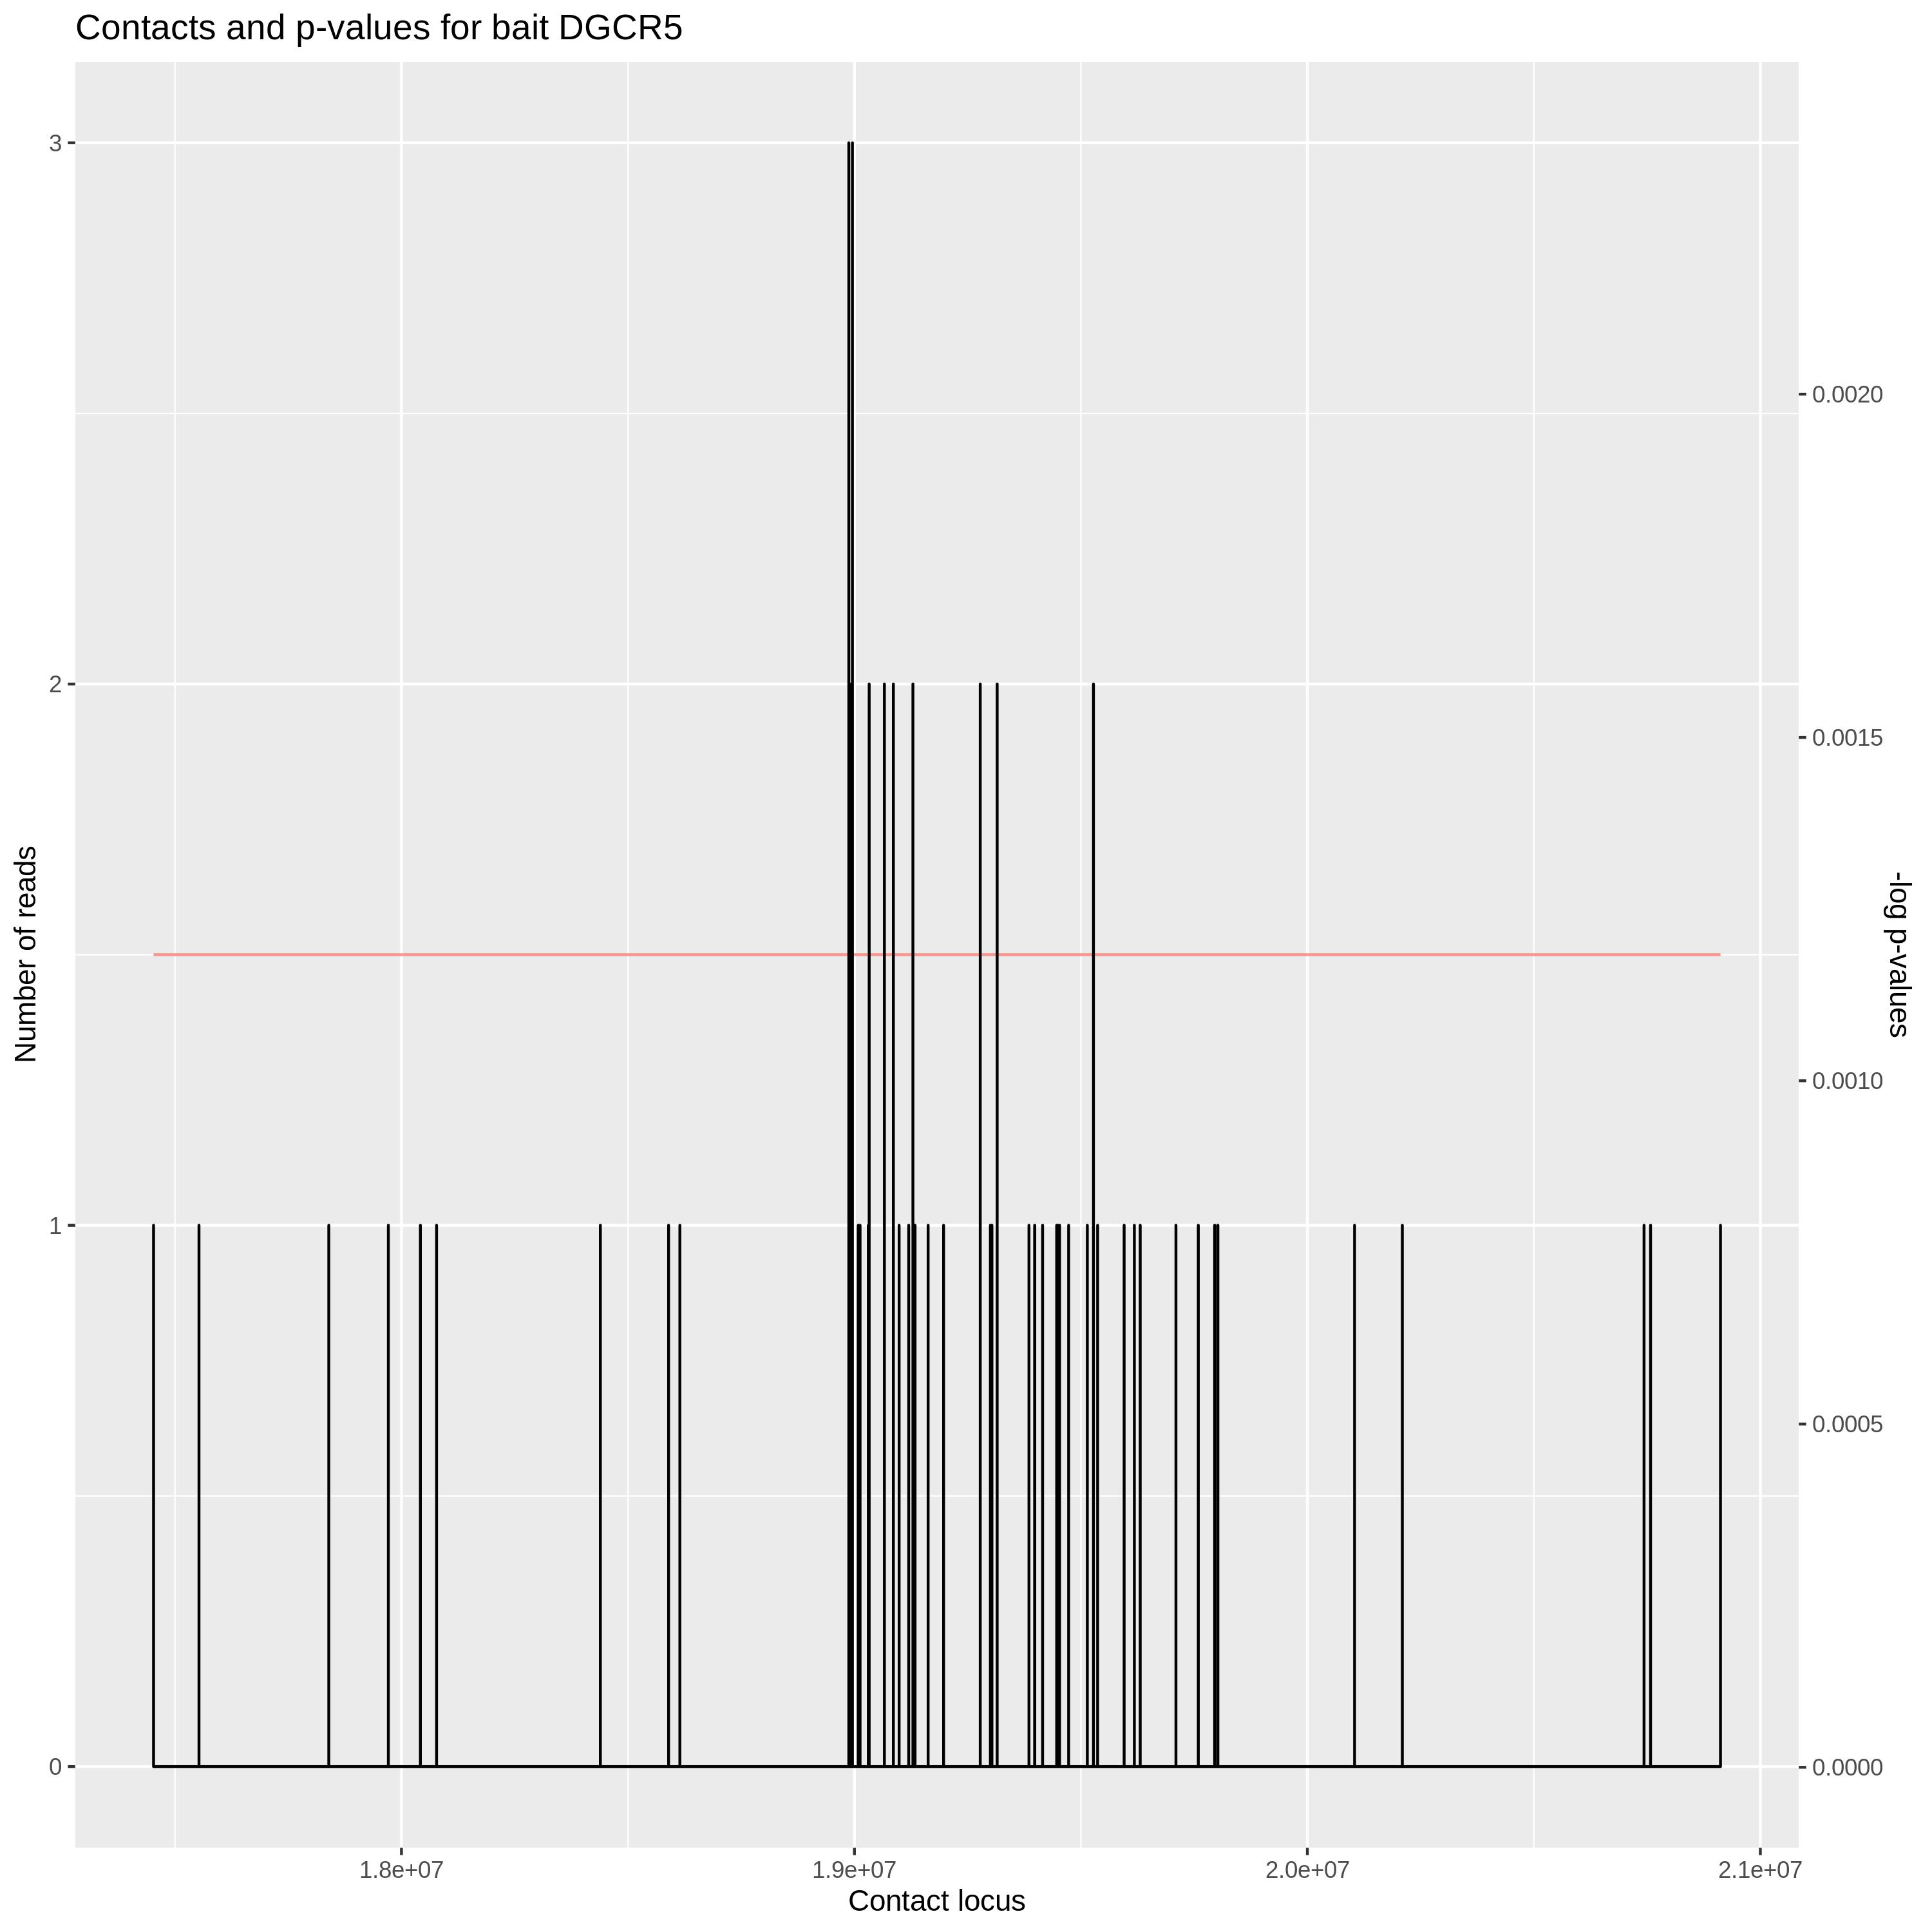 Contacts and p-values for bait DGCR5
3
2
1
0
Number of reads
0.0020
0.0015
0.0010
0.0005
0.0000
-log p-values
1.8e+07
1.9e+07
2.0e+07
2.1e+07
Contact locus